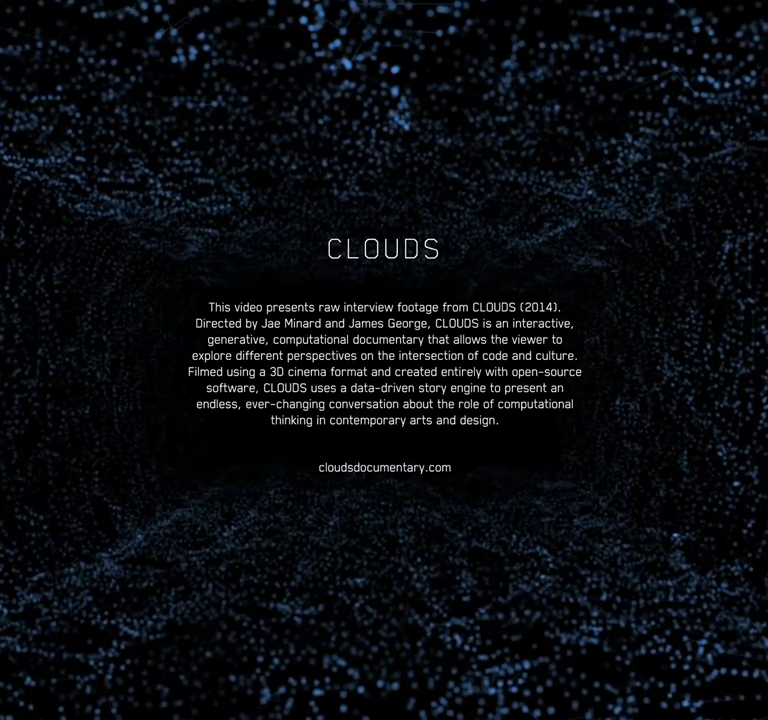 CLOUDS
This video presents raw interview footage from CLOUDS (2014).
Directed by Jae Minard and James George, CLOUDS is an interactive,
generative, computational documentary that allows the viewer to
explore different perspectives on the intersection of code and culture.
Filmed using a 3D cinema format and created entirely with open-source
software, CLOUDS uses a data-driven story engine to present an
endless, ever-changing conversation about the role of computational
thinking in contemporary arts and design.
cloudsdocumentary.com